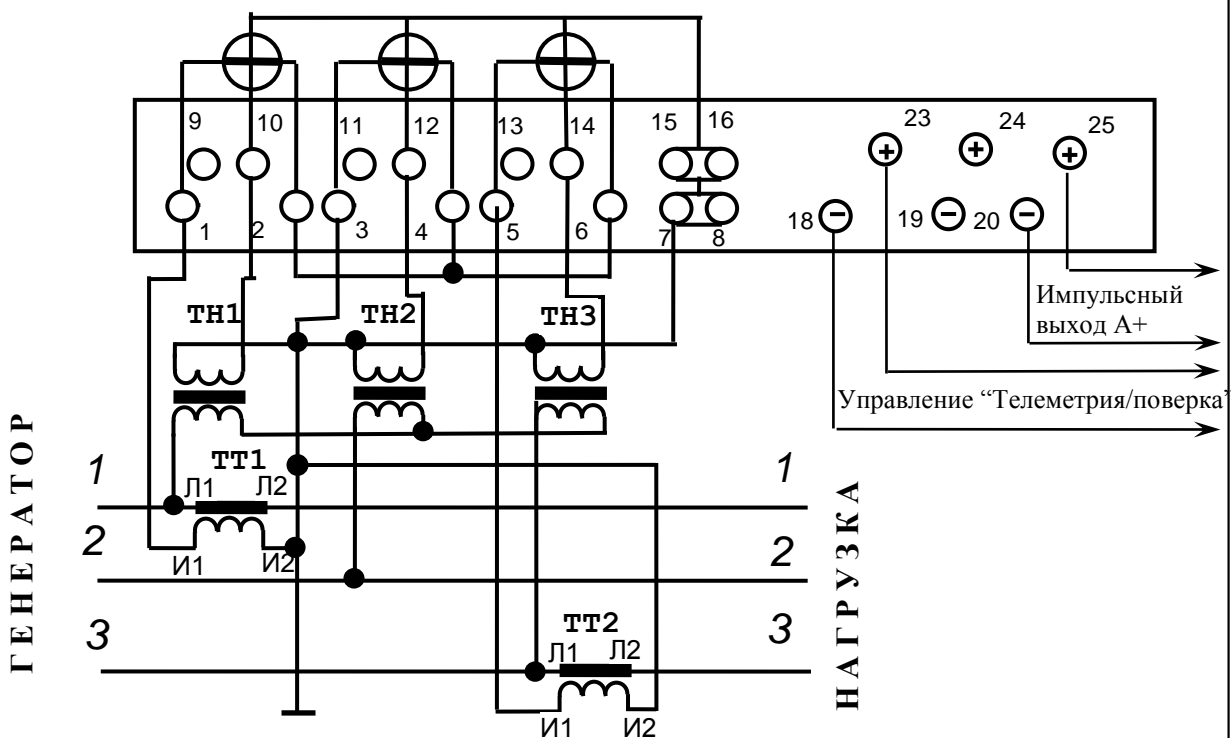 9 10 11 12 13 14 15 16 23 24 25
1 2 3 4 5 6 7 8 18 19 20
ТН1 ТН2 ТН3
Импульсный
выход А+
Управление “Телеметрия/поверка”
ГЕНЕРАТОР
НАГРУЗКА
ТТ1
1 Л1 Л2 1
2 И1 И2 2
ТТ2
3 Л1 Л2 3
И1 И2